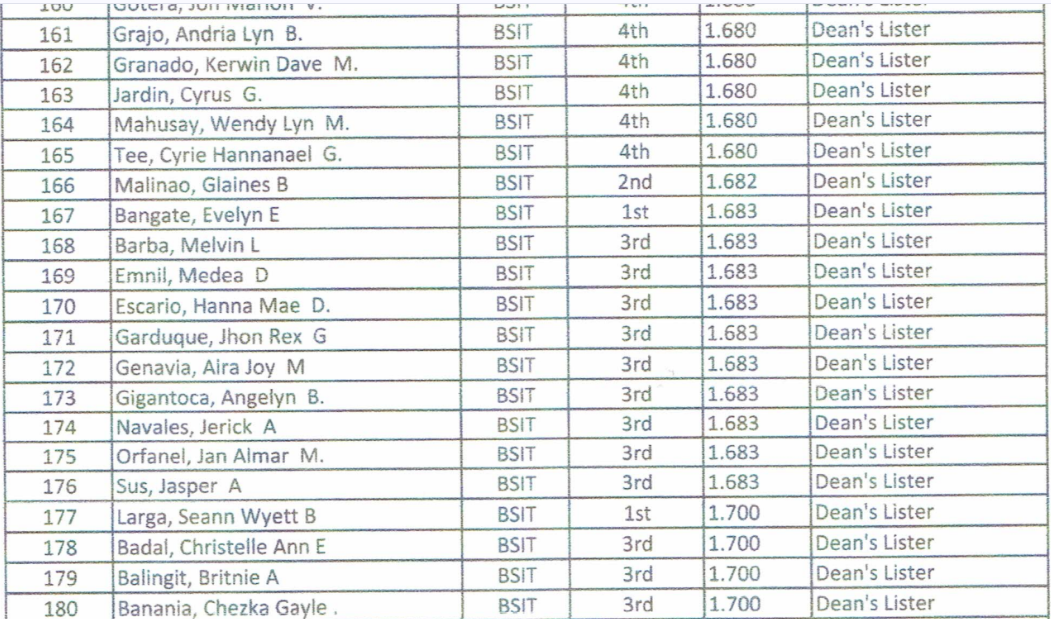 161 Grajo, Andria Lyn B. BSIT 4th 1.680 Dean's Lister
162 Granado, Kerwin Dave M. BSIT 4th 1.680 Dean's Lister
163 Jardin, Cyrus G. BSIT 4th 1.680 Dean's Lister
164 Mahusay, Wendy Lyn M. BSIT 4th 1.680 Dean's Lister
165 Tee, Cyrie Hannanael G. BSIT 4th 1.680 Dean's Lister
166 Malinao, Glaines B BSIT 2nd 1.682 Dean's Lister
167 Bangate, Evelyn E BSIT 1st 1.683 Dean's Lister
168 Barba, Melvin L BSIT 3rd 1.683 Dean's Lister
169 Emnil, Medea D BSIT 3rd 1.683 Dean's Lister
170 Escario, Hanna Mae D. BSIT 3rd 1.683 Dean's Lister
171 Garduque, Jhon Rex G BSIT 3rd 1.683 Dean's Lister
172 Genavia, Aira Joy M BSIT 3rd 1.683 Dean's Lister
173 Gigantoca, Angelyn B. BSIT 3rd 1.683 Dean's Lister
174 Navales, Jerick A BSIT 3rd 1.683 Dean's Lister
175 Orfanel, Jan Almar M. BSIT 3rd 1.683 Dean's Lister
176 Sus, Jasper A BSIT 3rd 1.683 Dean's Lister
177 Larga, Seann Wyett B BSIT 1st 1.700 Dean's Lister
178 Badal, Christelle Ann E BSIT 3rd 1.700 Dean's Lister
179 Balingit, Britnie A BSIT 3rd 1.700 Dean's Lister
180 Banania, Chezka Gayle . BSIT 3rd 1.700 Dean's Lister